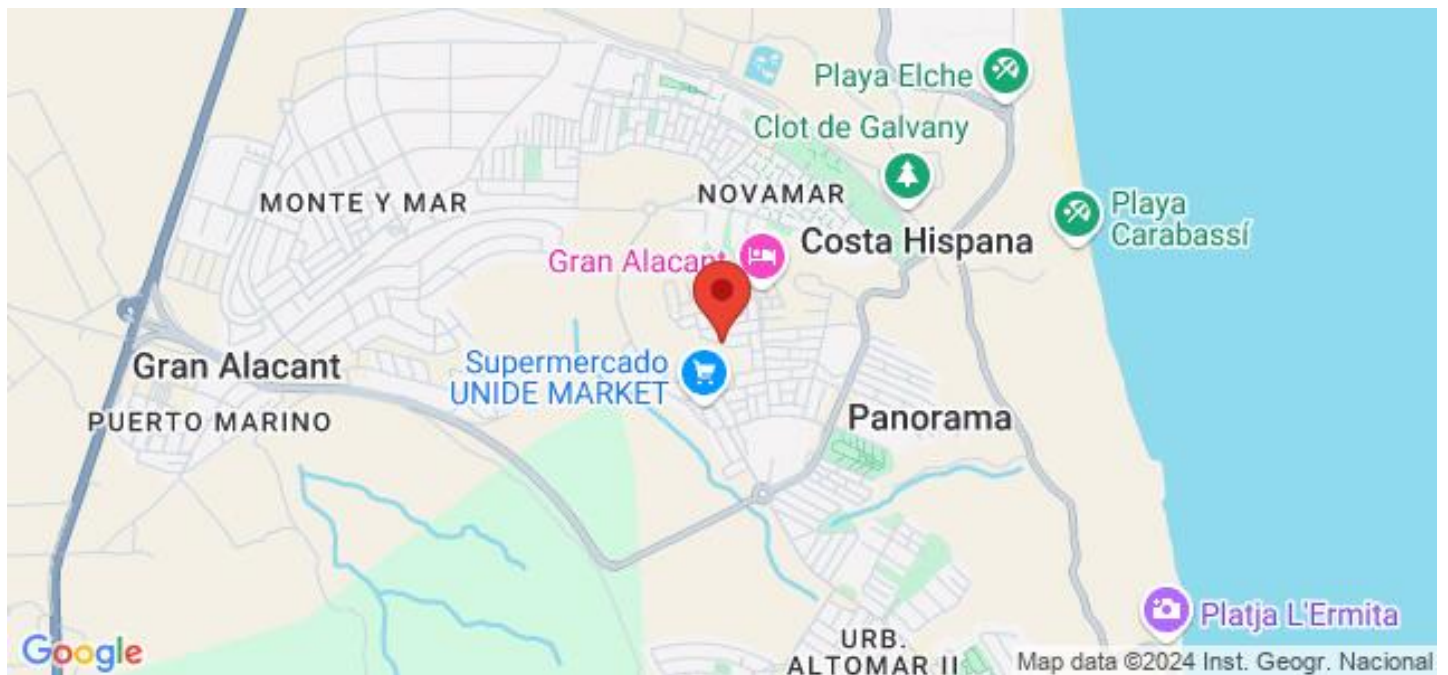 Playa Elche
Clot de Galvany
MONTE Y MAR
NOVAMAR
Playa
Carabassí
Costa Hispana
Gran Alacant
Gran Alacant
Supermercado
UNIDE MARKET
PUERTO MARINO
Panorama
Platja L'Ermita
URB.
ALTOMAR II
Google
Map data ©2024 Inst. Geogr. Nacional